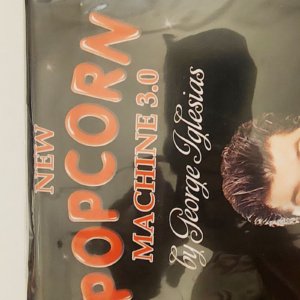 NEW
POPCORN
MACHINE 3.0
by George Iglesias